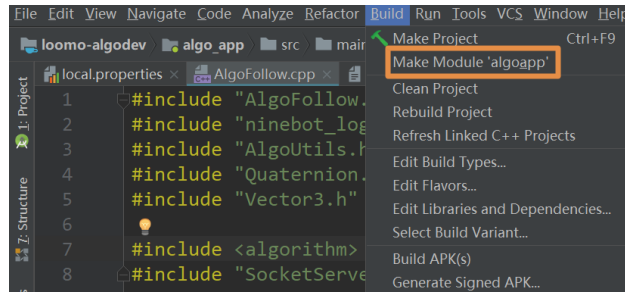 File Edit View Navigate Code Analyze Refactor Build Run Tools VCS Window Help
loomo-algodev algo_app src main
local.properties × AlgoFollow.cpp ×
1: Project
7: Structure
1 #include "AlgoFollow.
2 #include "ninebot_log
3 #include "AlgoUtils.h
4 #include "Quaternion.
5 #include "Vector3.h"
6
7 #include <algorithm>
8 #include "SocketServe
Make Project Ctrl+F9
Make Module 'algoapp'
Clean Project
Rebuild Project
Refresh Linked C++ Projects
Edit Build Types...
Edit Flavors...
Edit Libraries and Dependencies...
Select Build Variant...
Build APK(s)
Generate Signed APK...